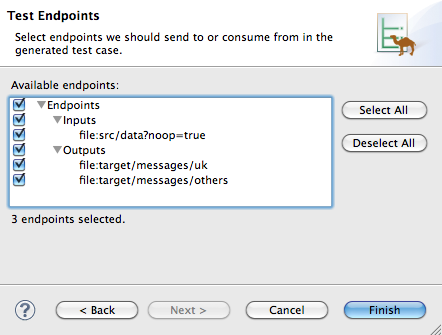 Test Endpoints
Select endpoints we should send to or consume from in the
generated test case.
Available endpoints:
Endpoints
Inputs
file:src/data?noop=true
Outputs
file:target/messages/uk
file:target/messages/others
Select All
Deselect All
3 endpoints selected.
?
< Back
Next >
Cancel
Finish